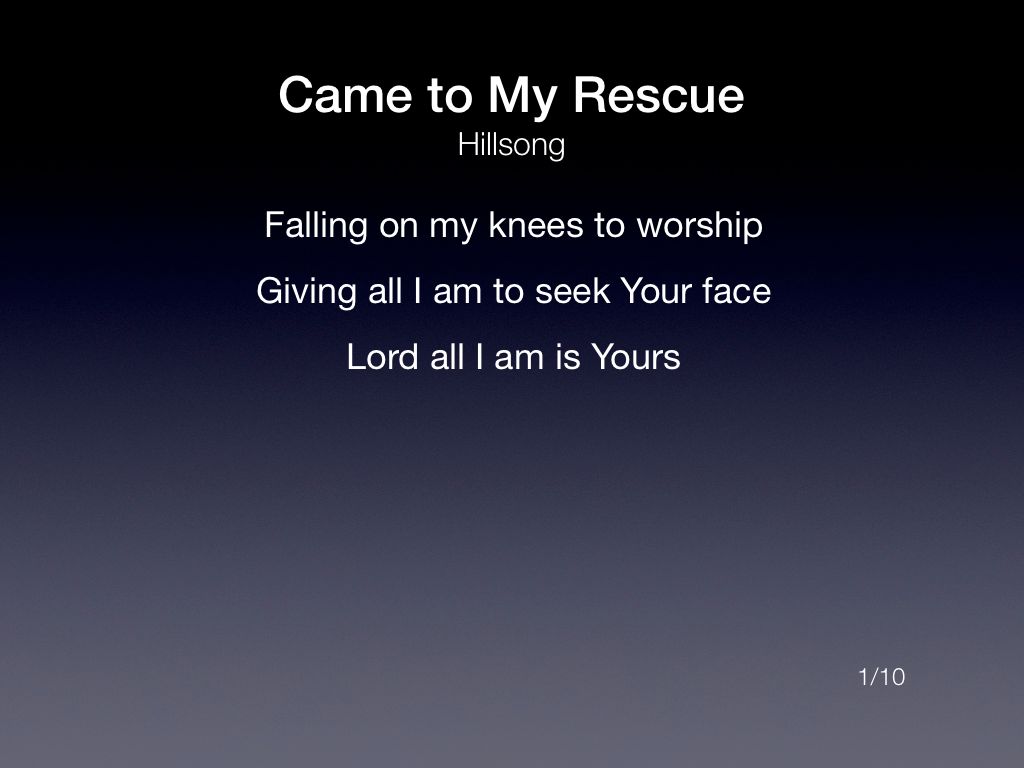 Came to My Rescue
Hillsong
Falling on my knees to worship
Giving all I am to seek Your face
Lord all I am is Yours
1/10